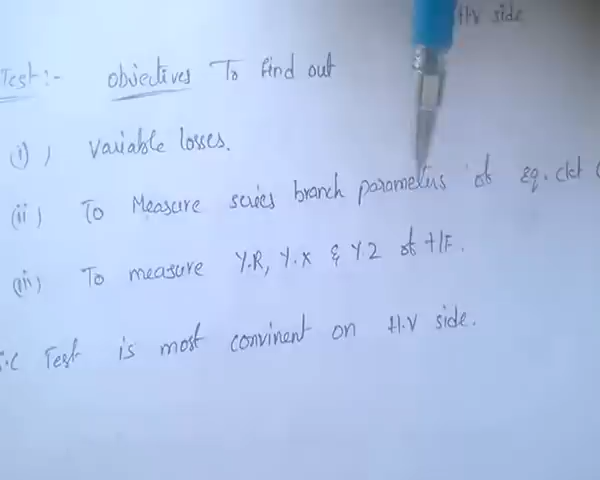 H.V side
Test:- objectives To find out
(i)) Variable losses.
(ii) To Measure series branch parameters of eq. ckt (
(iii) To measure Y.R, Y.X & Y Z of t/F.
.C Test is most convinent on H.V side.